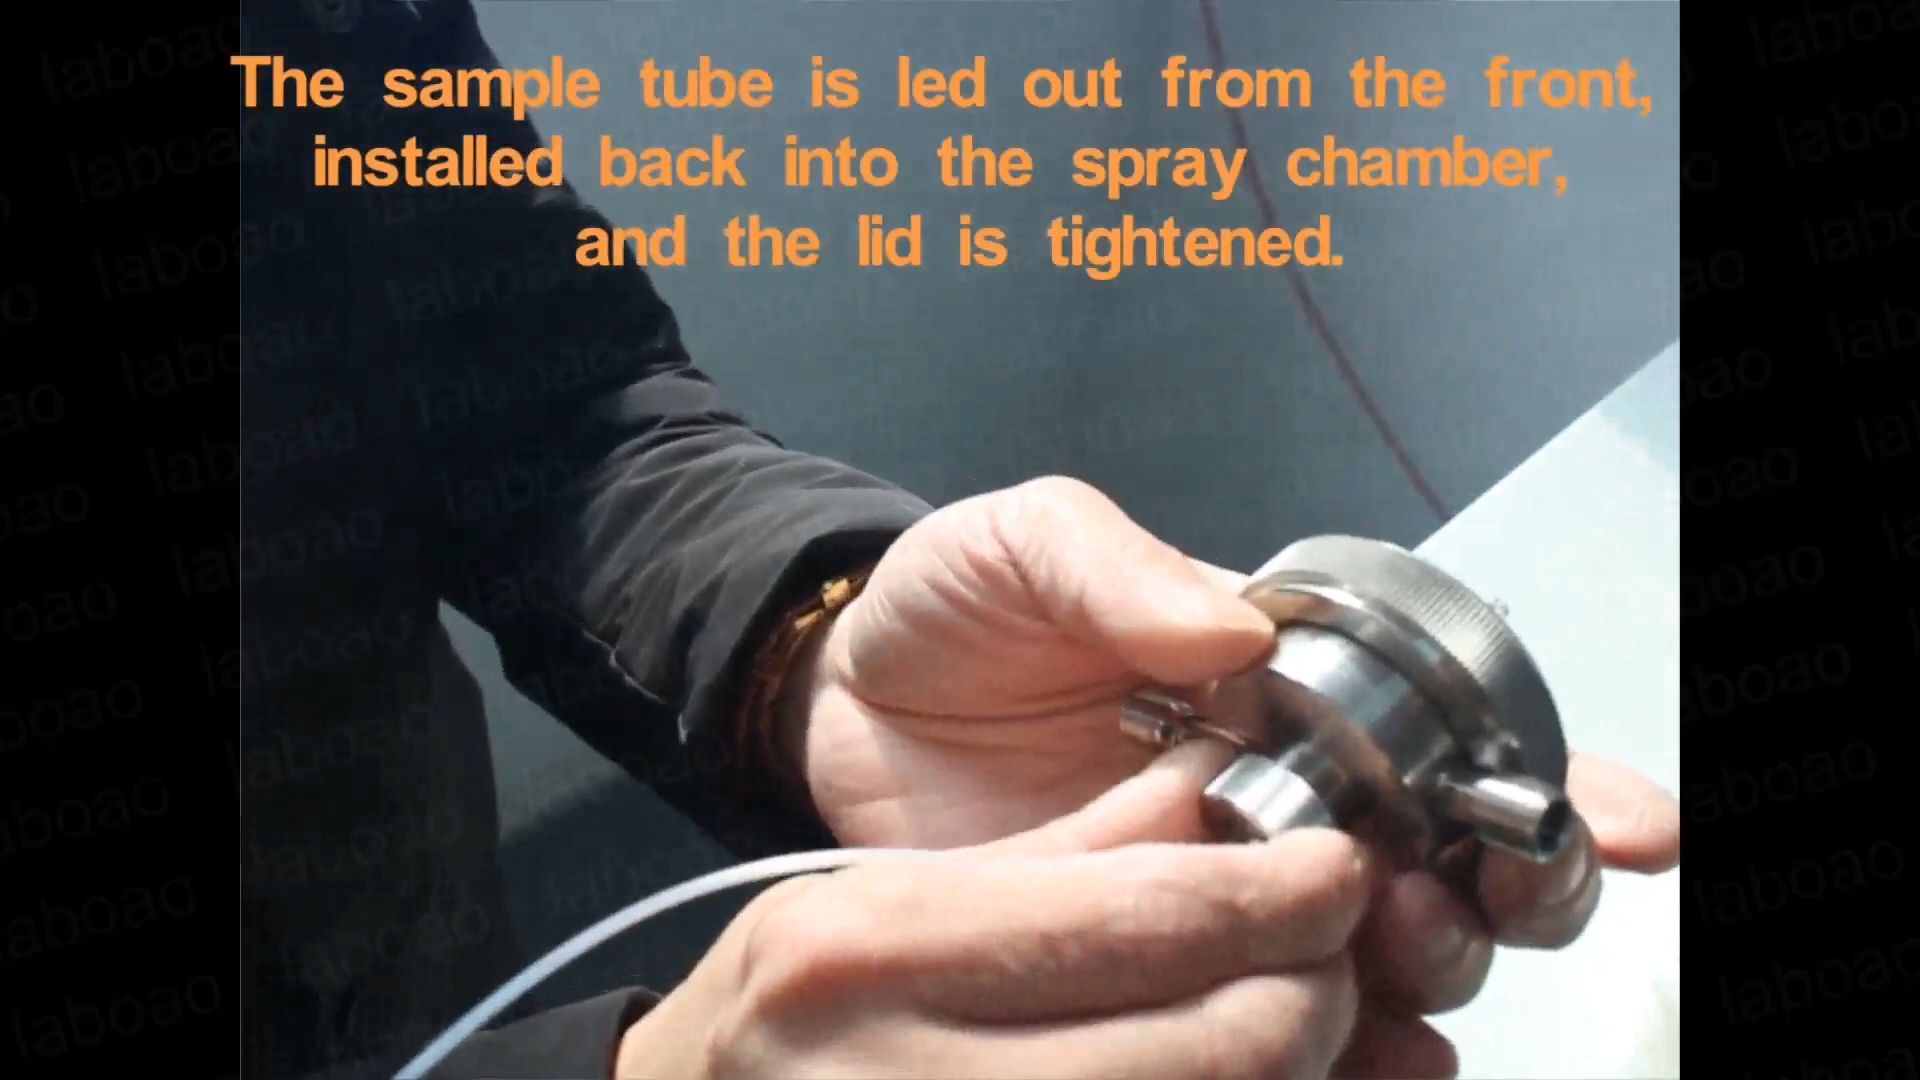 The sample tube is led out from the front,
installed back into the spray chamber,
and the lid is tightened.
laboao